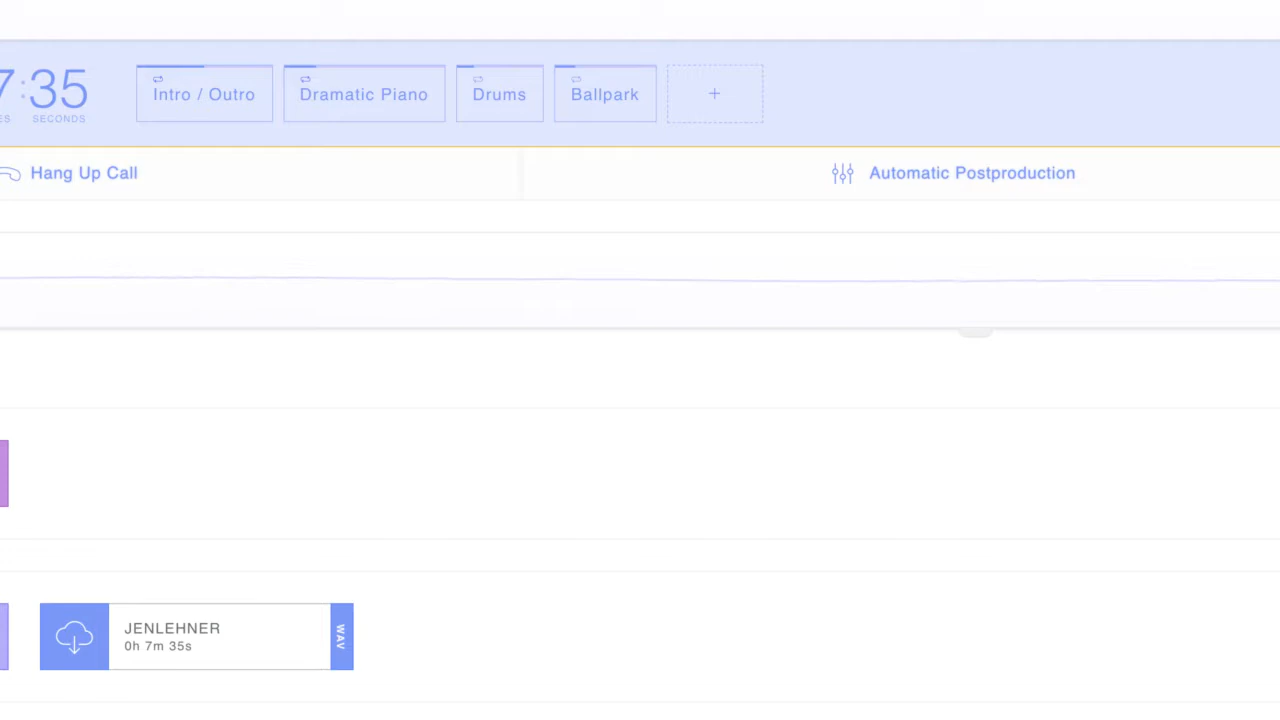 7:35
ES SECONDS
Intro / Outro
Dramatic Piano
Drums
Ballpark
+
Hang Up Call
Automatic Postproduction
JENLEHNER
0h 7m 35s
WAV